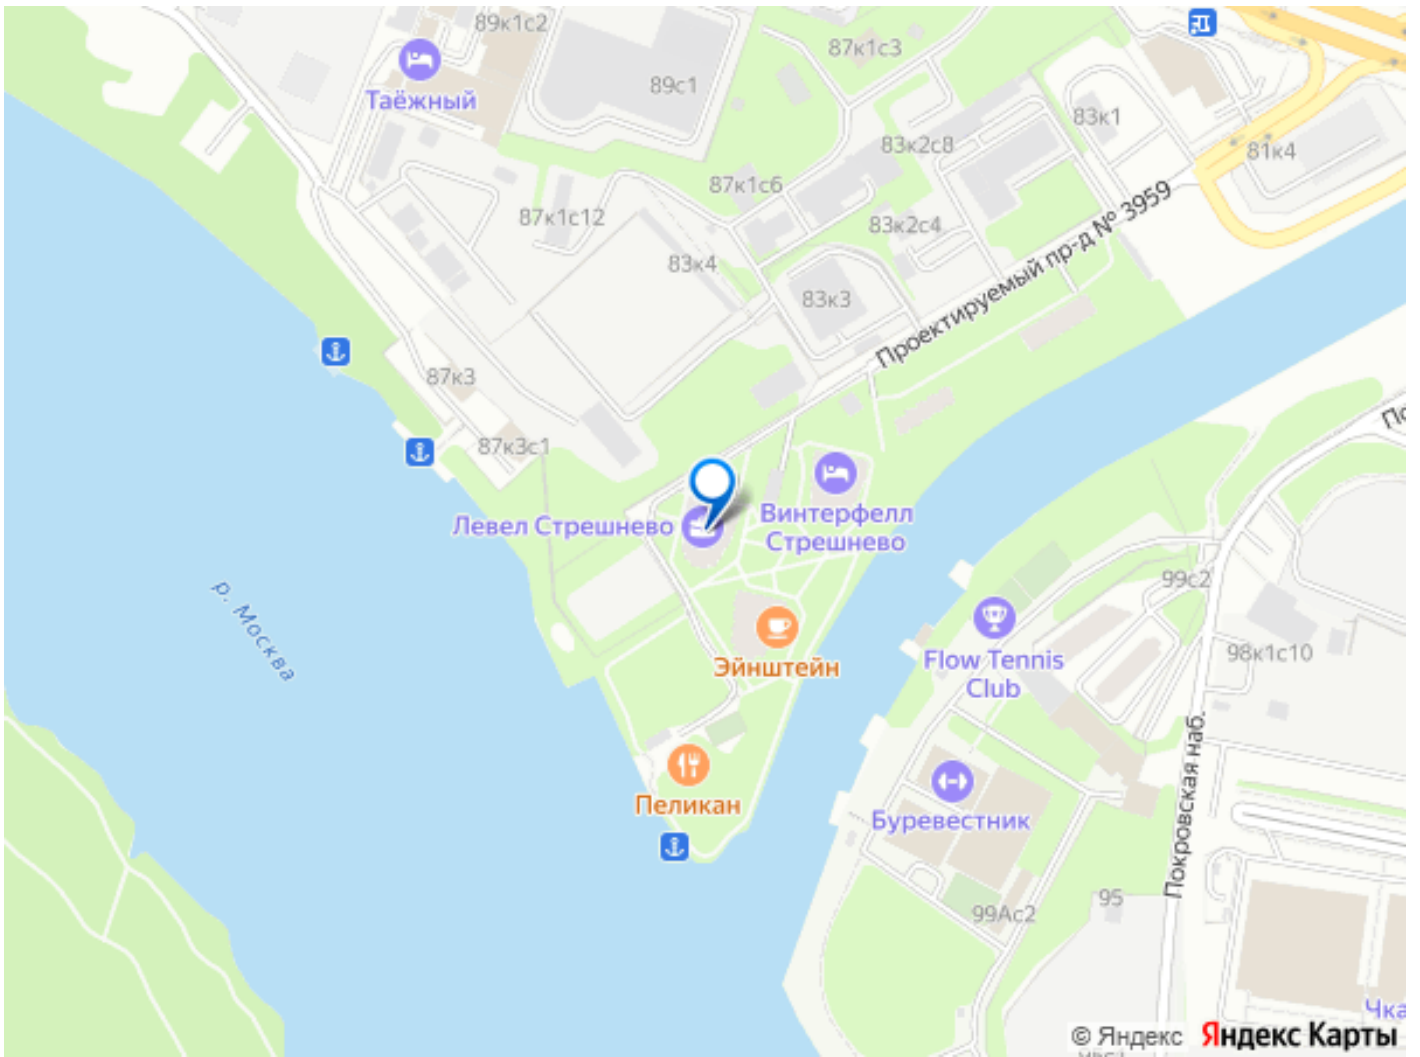 89к1с2
87к1с3
Таёжный
89с1
83к1
83к2с8
81к4
87к1с6
87к1с12
83к2с4
Проектируемый пр-д № 3959
83к4
83к3
87к3
87к3с1
Левел Стрешнево
Винтерфелл
Стрешнево
р. Москва
99с2
Flow Tennis
Club
98к1с10
Эйнштейн
Покровская наб.
Пеликан
Буревестник
95
99Ас2
Чка
© Яндекс Яндекс Карты